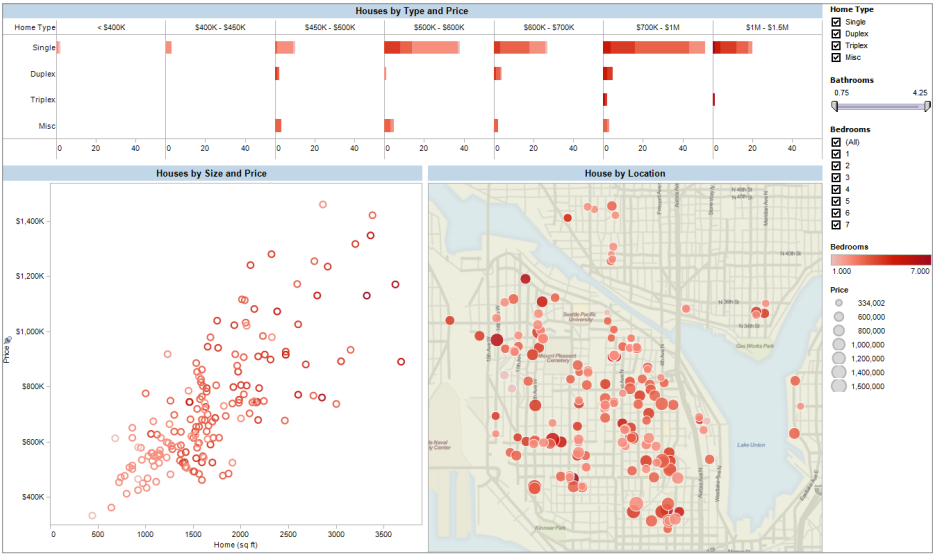 Houses by Type and Price
Home Type < $400K $400K - $450K $450K - $500K $500K - $600K $600K - $700K $700K - $1M $1M - $1.5M
Single
Duplex
Triplex
Misc
0 20 40 0 20 40 0 20 40 0 20 40 0 20 40 0 20 40 0 20 40
Home Type
Single
Duplex
Triplex
Misc
Bathrooms
0.75 4.25
Bedrooms
(All)
1
2
3
4
5
6
7
Bedrooms
1.000 7.000
Price
334,002
600,000
800,000
1,000,000
1,200,000
1,400,000
1,500,000
Houses by Size and Price
$1,400K
$1,200K
$1,000K
$800K
$600K
$400K
Price
0 500 1000 1500 2000 2500 3000 3500
Home (sq ft)
House by Location
N 40th St
N 36th St
N 34th St
Seattle Pacific
University
Gas Works Park
Mount Pleasant
Cemetery
Lake Union
Kinnear Park